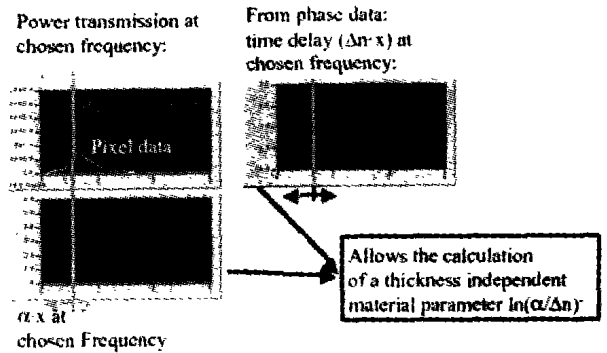 Power transmission at
chosen frequency:
From phase data:
time delay (Δn·x) at
chosen frequency:
Pixel data
Allows the calculation
of a thickness independent
material parameter ln(α/Δn)
α·x at
chosen Frequency